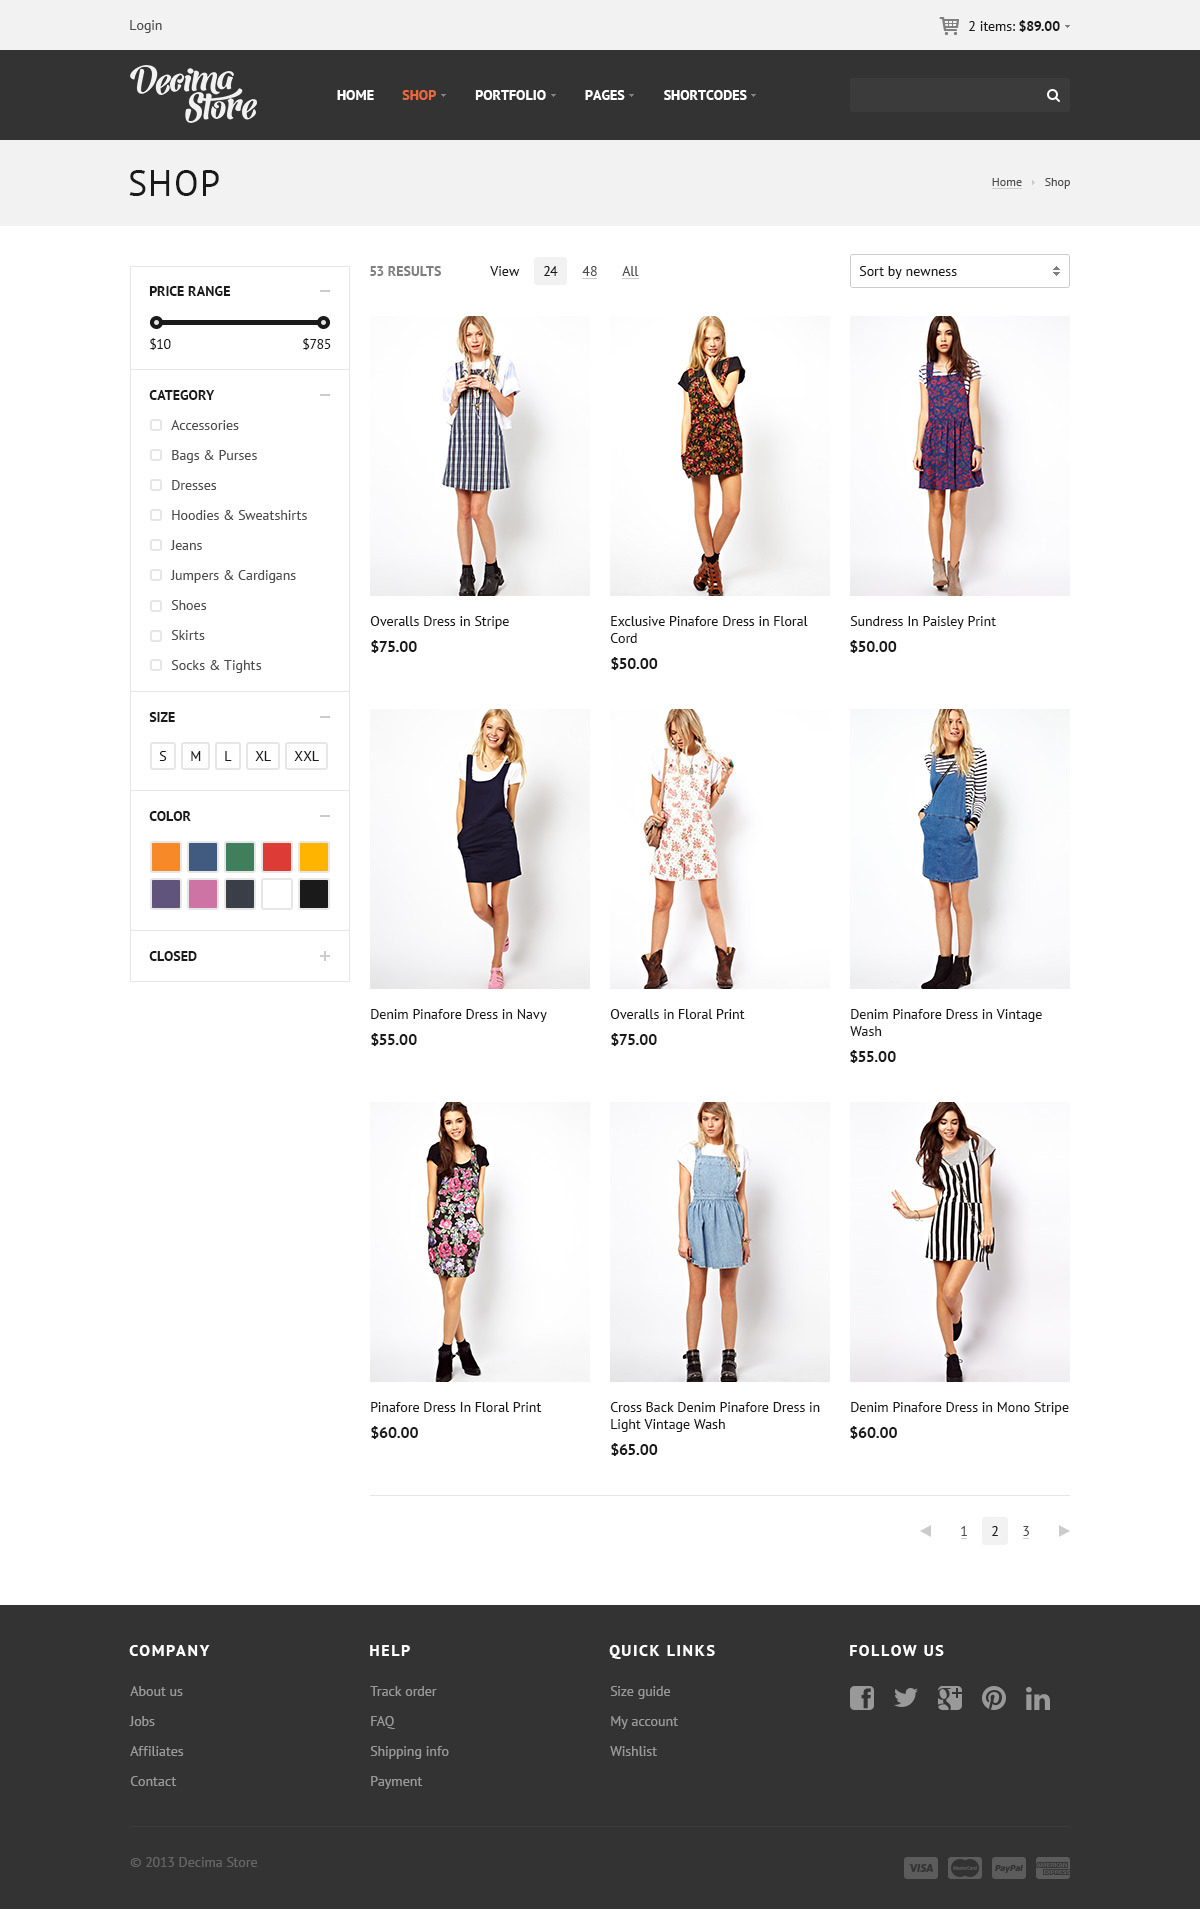 Login
2 items: $89.00
Decima
Store
HOME
SHOP
PORTFOLIO
PAGES
SHORTCODES
SHOP
Home
Shop
53 RESULTS
View
24
48
All
Sort by newness
PRICE RANGE
$10
$785
CATEGORY
Accessories
Bags & Purses
Dresses
Hoodies & Sweatshirts
Jeans
Jumpers & Cardigans
Shoes
Skirts
Socks & Tights
SIZE
S
M
L
XL
XXL
COLOR
CLOSED
Overalls Dress in Stripe
$75.00
Exclusive Pinafore Dress in Floral
Cord
$50.00
Sundress In Paisley Print
$50.00
Denim Pinafore Dress in Navy
$55.00
Overalls in Floral Print
$75.00
Denim Pinafore Dress in Vintage
Wash
$55.00
Pinafore Dress In Floral Print
$60.00
Cross Back Denim Pinafore Dress in
Light Vintage Wash
$65.00
Denim Pinafore Dress in Mono Stripe
$60.00
1
2
3
COMPANY
About us
Jobs
Affiliates
Contact
HELP
Track order
FAQ
Shipping info
Payment
QUICK LINKS
Size guide
My account
Wishlist
FOLLOW US
© 2013 Decima Store
VISA
MasterCard
PayPal
AMERICAN
EXPRESS